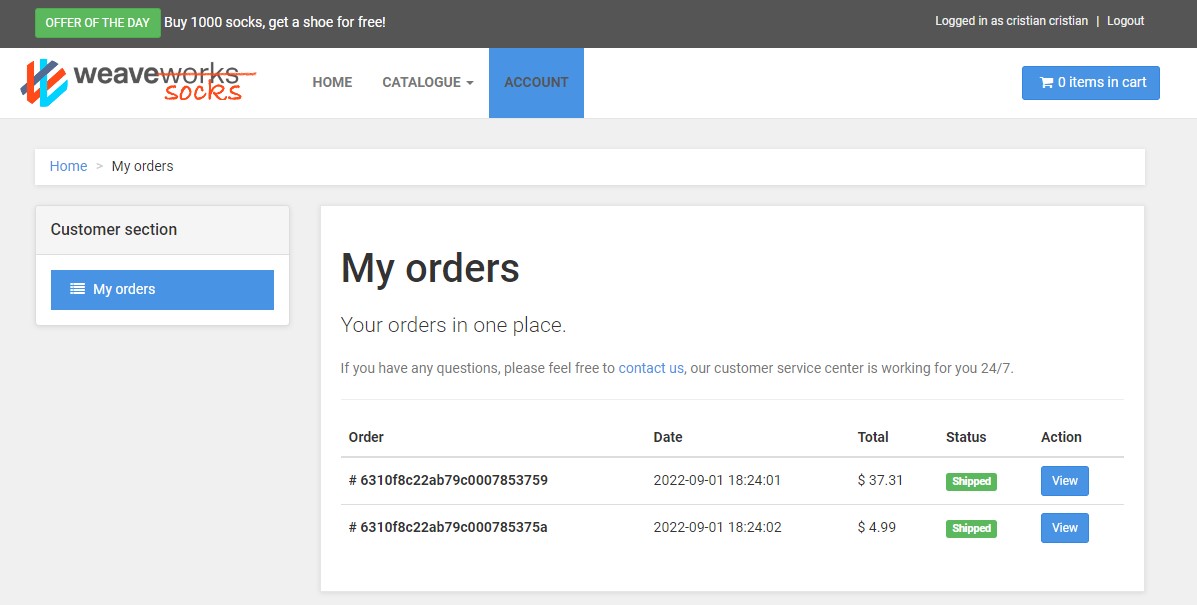 OFFER OF THE DAY Buy 1000 socks, get a shoe for free! Logged in as cristian cristian | Logout
weaveworks socks HOME CATALOGUE ACCOUNT 0 items in cart
Home > My orders
Customer section
My orders
My orders
Your orders in one place.
If you have any questions, please feel free to contact us, our customer service center is working for you 24/7.
Order Date Total Status Action
# 6310f8c22ab79c0007853759 2022-09-01 18:24:01 $ 37.31 Shipped View
# 6310f8c22ab79c000785375a 2022-09-01 18:24:02 $ 4.99 Shipped View